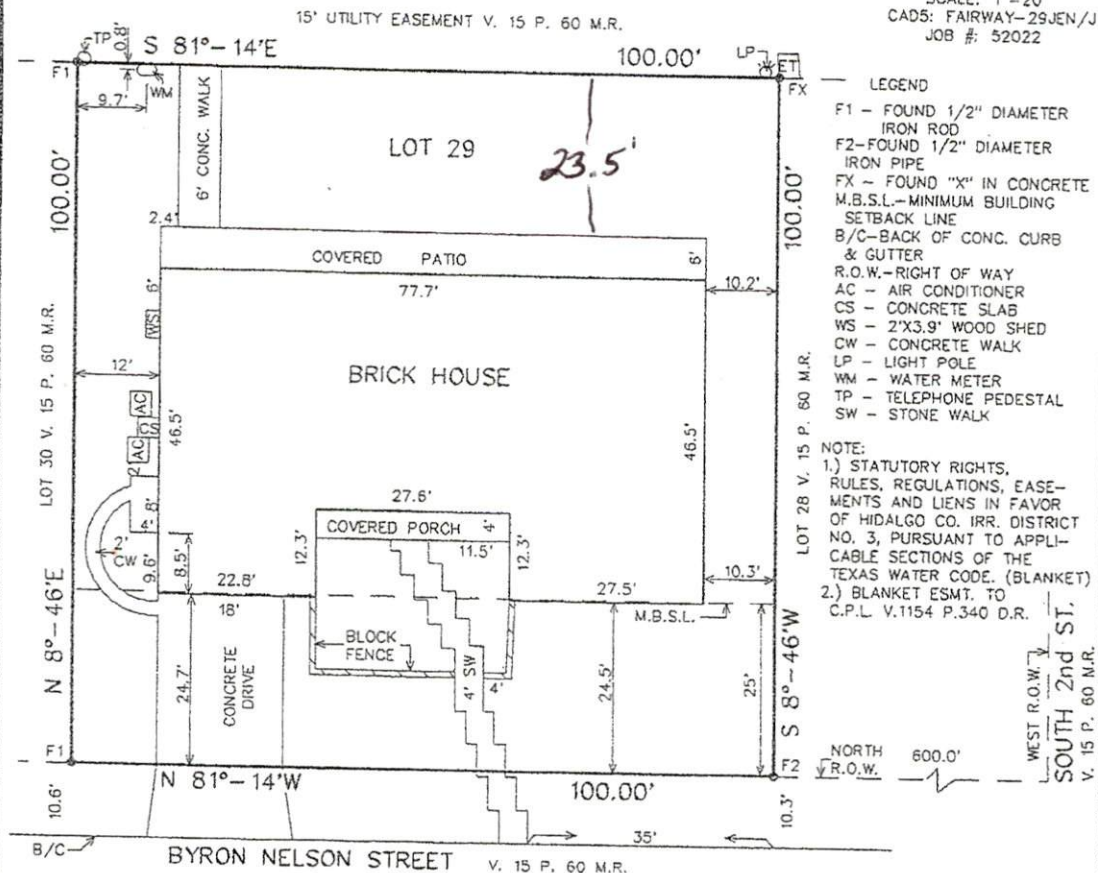 SCALE: 1"=20'
CAD5: FAIRWAY-29JEN/J
JOB #: 52022
15' UTILITY EASEMENT V. 15 P. 60 M.R.
TP
0.8'
S 81°-14'E
100.00'
LP
ET
F1
FX
WM
9.7'
6' CONC. WALK
LOT 29
23.5'
100.00'
100.00'
2.4'
COVERED PATIO
6'
77.7'
10.2'
6'
WS
LOT 30 V. 15 P. 60 M.R.
12'
BRICK HOUSE
LOT 28 V. 15 P. 60 M.R.
AC
CS
AC
46.5'
46.5'
2'
8'
4'
27.6'
COVERED PORCH
4'
11.5'
12.3'
12.3'
2'
CW
9.6'
8.5'
22.8'
27.5'
10.3'
18'
M.B.S.L.
BLOCK
FENCE
N 8°-46'E
24.7'
CONCRETE
DRIVE
4' SW
4'
24.5'
25'
S 8°-46'W
F1
F2
N 81°-14'W
100.00'
10.6'
10.3'
35'
B/C
BYRON NELSON STREET V. 15 P. 60 M.R.
LEGEND
F1 - FOUND 1/2" DIAMETER
IRON ROD
F2-FOUND 1/2" DIAMETER
IRON PIPE
FX - FOUND "X" IN CONCRETE
M.B.S.L.-MINIMUM BUILDING
SETBACK LINE
B/C-BACK OF CONC. CURB
& GUTTER
R.O.W.-RIGHT OF WAY
AC - AIR CONDITIONER
CS - CONCRETE SLAB
WS - 2'X3.9' WOOD SHED
CW - CONCRETE WALK
LP - LIGHT POLE
WM - WATER METER
TP - TELEPHONE PEDESTAL
SW - STONE WALK
NOTE:
1.) STATUTORY RIGHTS,
RULES, REGULATIONS, EASE-
MENTS AND LIENS IN FAVOR
OF HIDALGO CO. IRR. DISTRICT
NO. 3, PURSUANT TO APPLI-
CABLE SECTIONS OF THE
TEXAS WATER CODE. (BLANKET)
2.) BLANKET ESMT. TO
C.P.L. V.1154 P.340 D.R.
NORTH
R.O.W.
600.0'
WEST R.O.W.
SOUTH 2nd ST.
V. 15 P. 60 M.R.